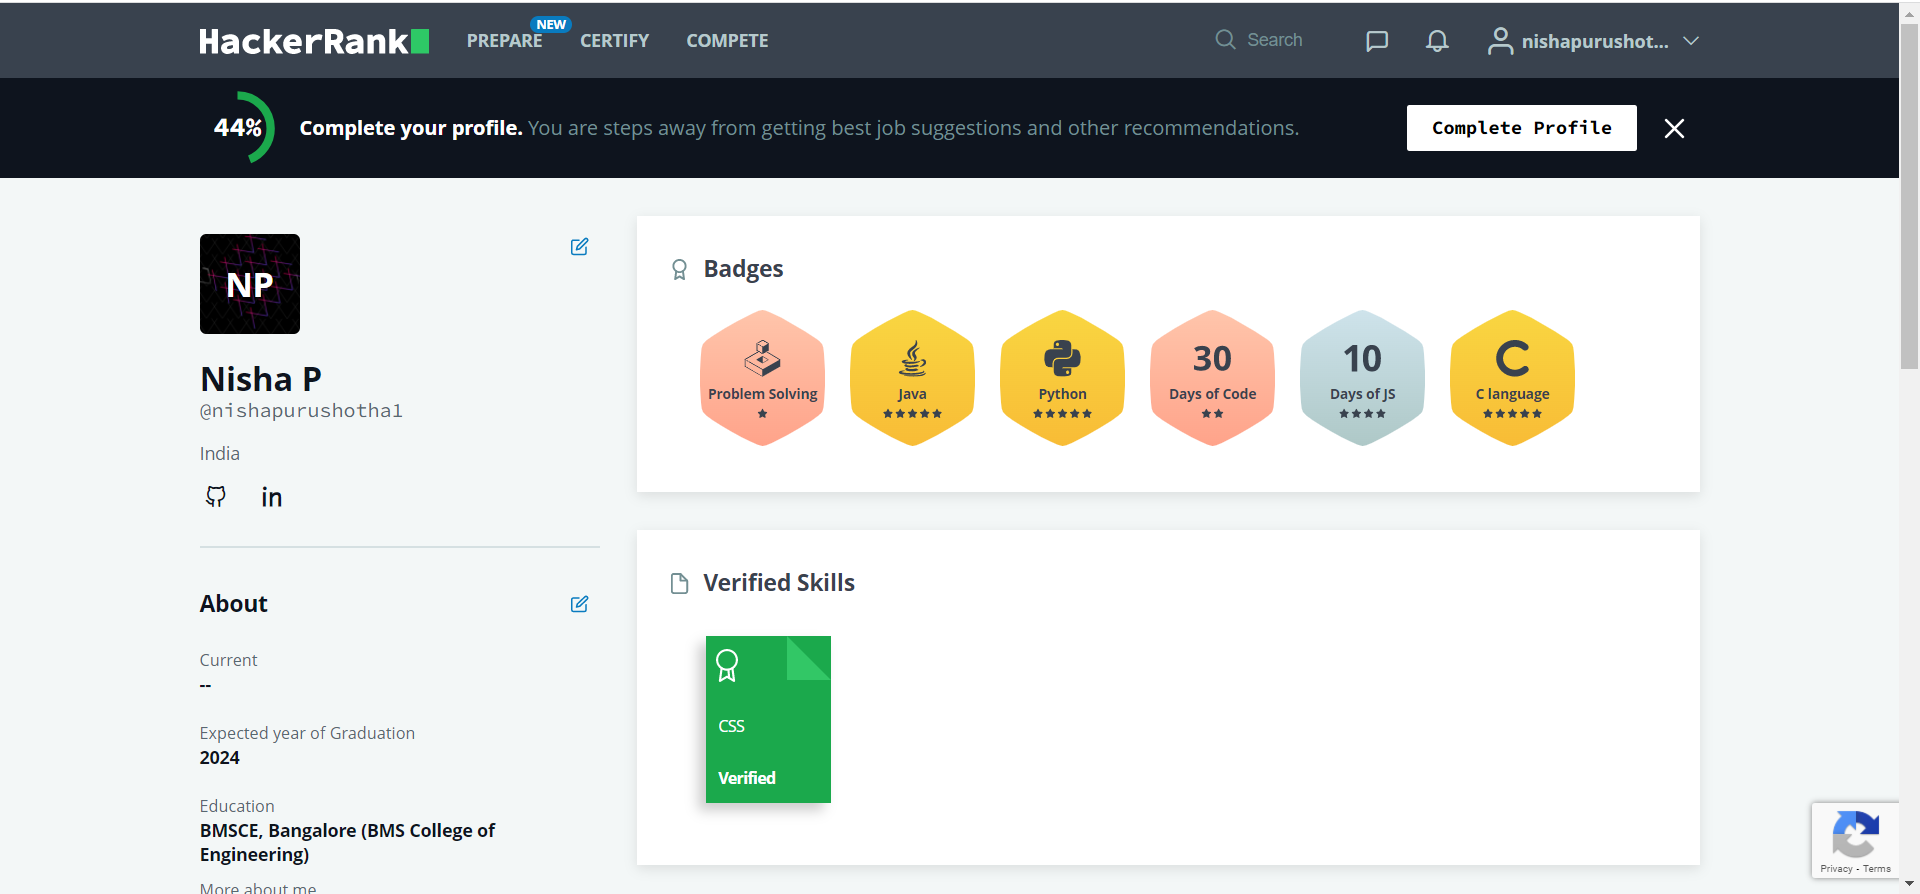 HackerRank
PREPARE
NEW
CERTIFY
COMPETE
Search
nishapurushot...
44%
Complete your profile. You are steps away from getting best job suggestions and other recommendations.
Complete Profile
NP
Nisha P
@nishapurushotha1
India
in
About
Current
--
Expected year of Graduation
2024
Education
BMSCE, Bangalore (BMS College of
Engineering)
More about me
Badges
Problem Solving
Java
Python
30
Days of Code
10
Days of JS
C
C language
Verified Skills
CSS
Verified
Privacy - Terms